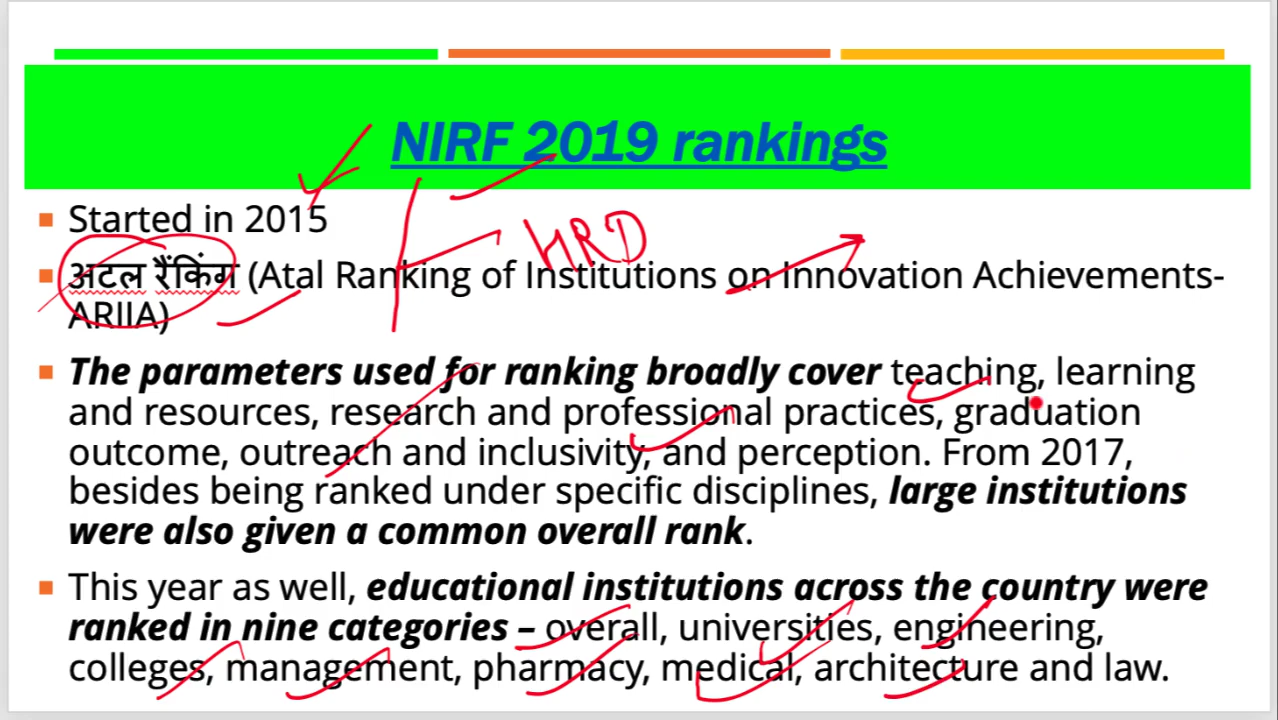 NIRF 2019 rankings
Started in 2015
HRD
अटल रैंकिंग (Atal Ranking of Institutions on Innovation Achievements-
ARIIA)
The parameters used for ranking broadly cover teaching, learning
and resources, research and professional practices, graduation
outcome, outreach and inclusivity, and perception. From 2017,
besides being ranked under specific disciplines, large institutions
were also given a common overall rank.
This year as well, educational institutions across the country were
ranked in nine categories – overall, universities, engineering,
colleges, management, pharmacy, medical, architecture and law.